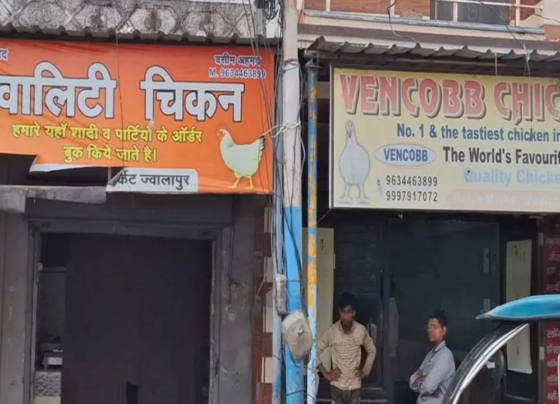 वसीम अहमद
M. 9634463899
वालिटी चिकन
हमारे यहाँ शादी व पार्टियो के ऑर्डर
बुक किये जाते है।
र्केट ज्वालापुर
VENCOBB CHIC
No. 1 & the tastiest chicken in
VENCOBB
The World's Favour
Quality Chicke
9634463899
9997917072